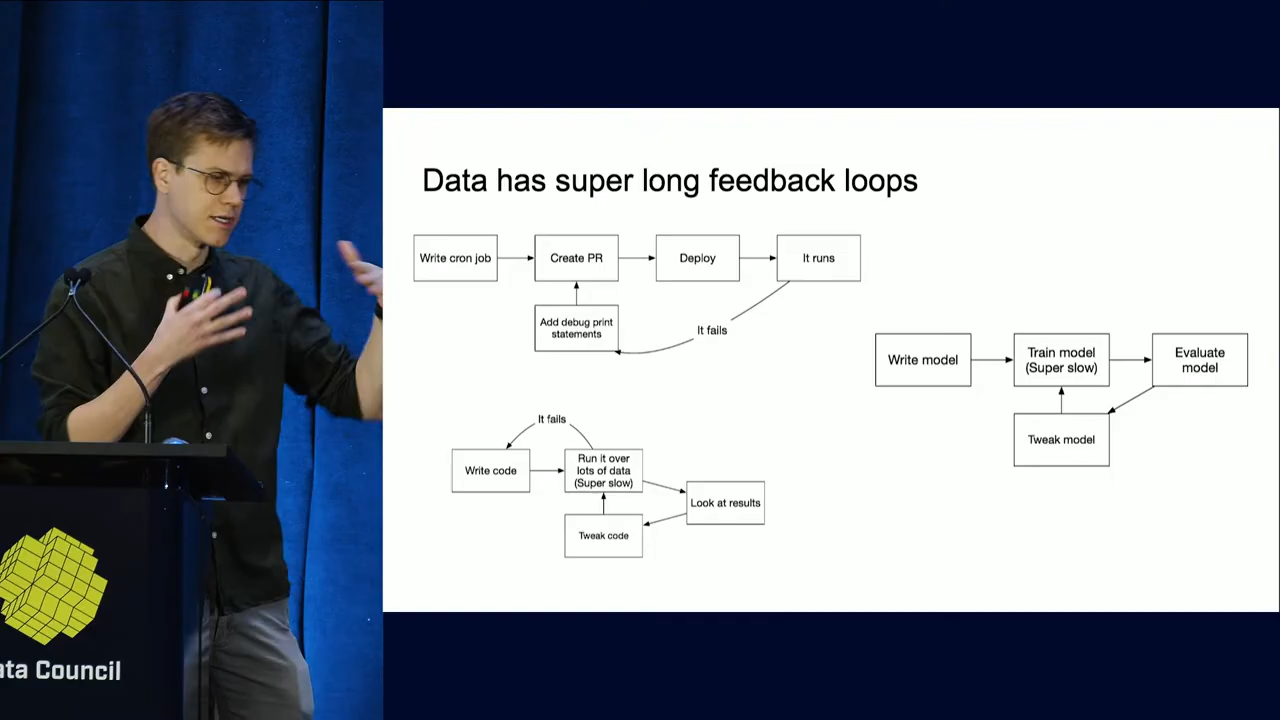 Data has super long feedback loops
Write cron job
Create PR
Deploy
It runs
Add debug print
statements
It fails
Write model
Train model
(Super slow)
Evaluate
model
Tweak model
It fails
Write code
Run it over
lots of data
(Super slow)
Look at results
Tweak code
ata Council